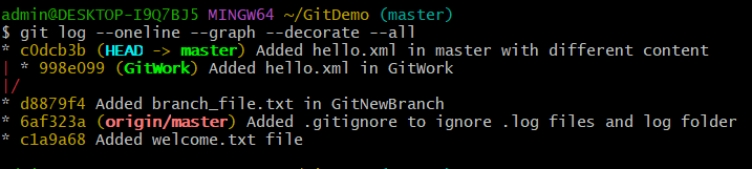 admin@DESKTOP-I9Q7BJ5 MINGW64 ~/GitDemo (master)
$ git log --oneline --graph --decorate --all
* c0dcb3b (HEAD -> master) Added hello.xml in master with different content
| * 998e099 (GitWork) Added hello.xml in GitWork
|/
* d8879f4 Added branch_file.txt in GitNewBranch
* 6af323a (origin/master) Added .gitignore to ignore .log files and log folder
* c1a9a68 Added welcome.txt file